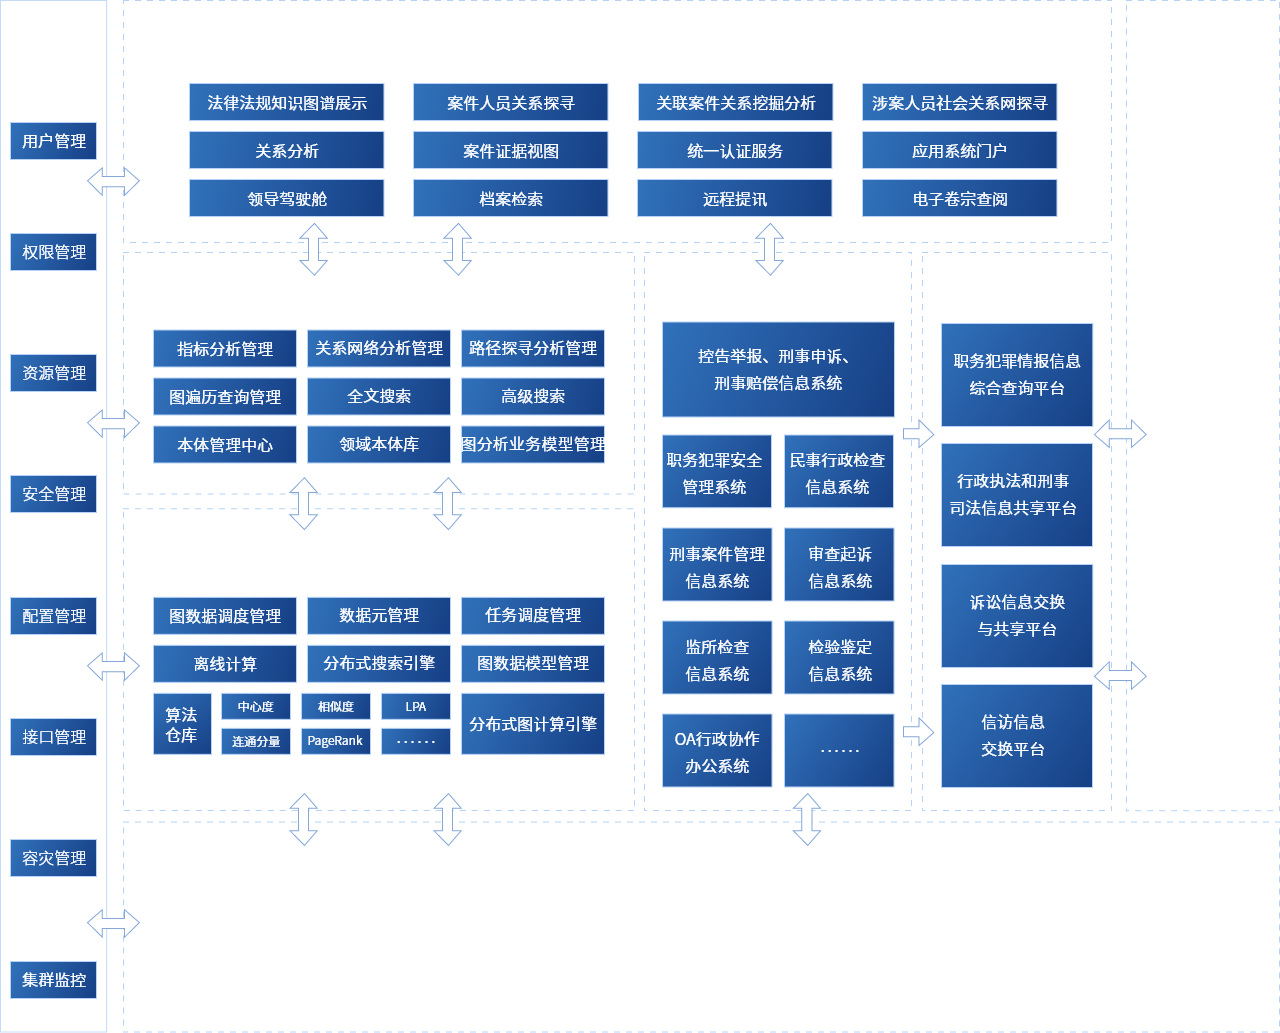 用户管理
权限管理
资源管理
安全管理
配置管理
接口管理
容灾管理
集群监控
法律法规知识图谱展示
案件人员关系探寻
关联案件关系挖掘分析
涉案人员社会关系网探寻
关系分析
案件证据视图
统一认证服务
应用系统门户
领导驾驶舱
档案检索
远程提讯
电子卷宗查阅
指标分析管理
关系网络分析管理
路径探寻分析管理
图遍历查询管理
全文搜索
高级搜索
本体管理中心
领域本体库
图分析业务模型管理
图数据调度管理
数据元管理
任务调度管理
离线计算
分布式搜索引擎
图数据模型管理
算法
仓库
中心度
相似度
LPA
连通分量
PageRank
······
分布式图计算引擎
控告举报、刑事申诉、
刑事赔偿信息系统
职务犯罪安全
管理系统
民事行政检查
信息系统
刑事案件管理
信息系统
审查起诉
信息系统
监所检查
信息系统
检验鉴定
信息系统
OA行政协作
办公系统
······
职务犯罪情报信息
综合查询平台
行政执法和刑事
司法信息共享平台
诉讼信息交换
与共享平台
信访信息
交换平台